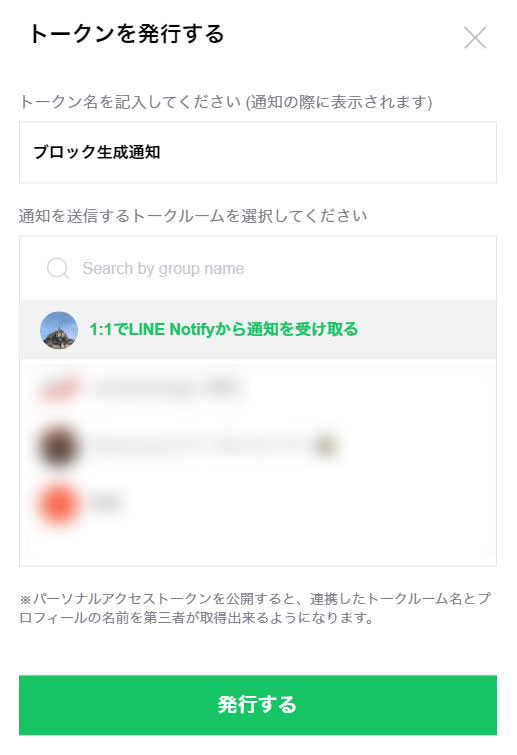 トークンを発行する
トークン名を記入してください (通知の際に表示されます)
ブロック生成通知
通知を送信するトークルームを選択してください
Search by group name
1:1でLINE Notifyから通知を受け取る
※パーソナルアクセストークンを公開すると、連携したトークルーム名とプ
ロフィールの名前を第三者が取得出来るようになります。
発行する